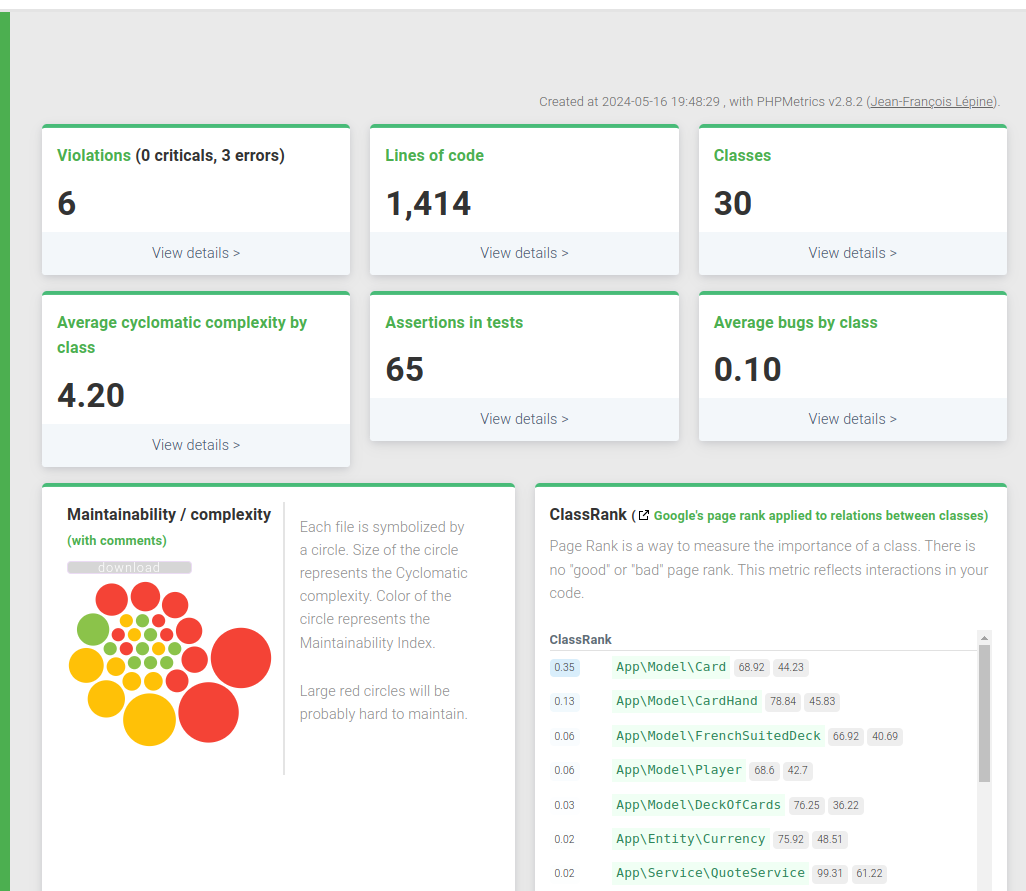 Created at 2024-05-16 19:48:29 , with PHPMetrics v2.8.2 (Jean-François Lépine).
Violations (0 criticals, 3 errors)
6
View details >
Lines of code
1,414
View details >
Classes
30
View details >
Average cyclomatic complexity by
class
4.20
View details >
Assertions in tests
65
View details >
Average bugs by class
0.10
View details >
Maintainability / complexity
(with comments)
download
Each file is symbolized by
a circle. Size of the circle
represents the Cyclomatic
complexity. Color of the
circle represents the
Maintainability Index.
Large red circles will be
probably hard to maintain.
ClassRank (Google's page rank applied to relations between classes)
Page Rank is a way to measure the importance of a class. There is
no "good" or "bad" page rank. This metric reflects interactions in your
code.
ClassRank
0.35 App\Model\Card 68.92 44.23
0.13 App\Model\CardHand 78.84 45.83
0.06 App\Model\FrenchSuitedDeck 66.92 40.69
0.06 App\Model\Player 68.6 42.7
0.03 App\Model\DeckOfCards 76.25 36.22
0.02 App\Entity\Currency 75.92 48.51
0.02 App\Service\QuoteService 99.31 61.22